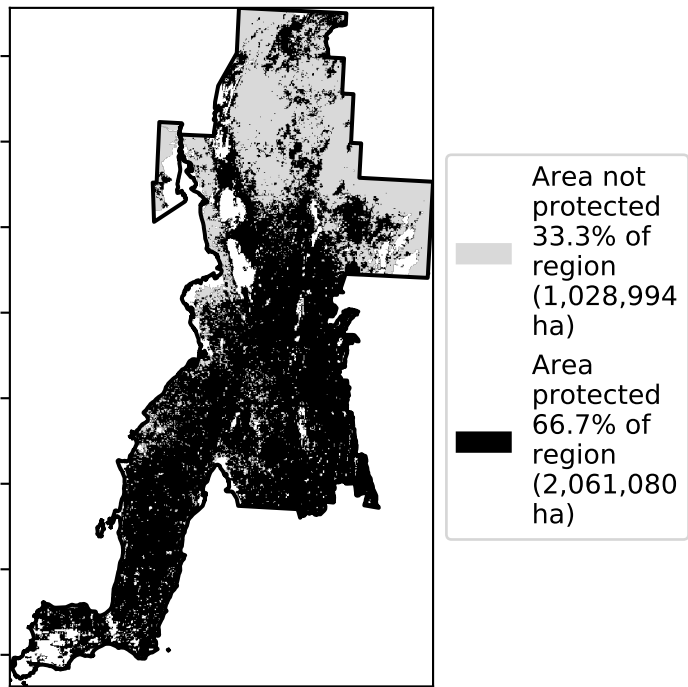 Area not
protected
33.3% of
region
(1,028,994
ha)
Area
protected
66.7% of
region
(2,061,080
ha)